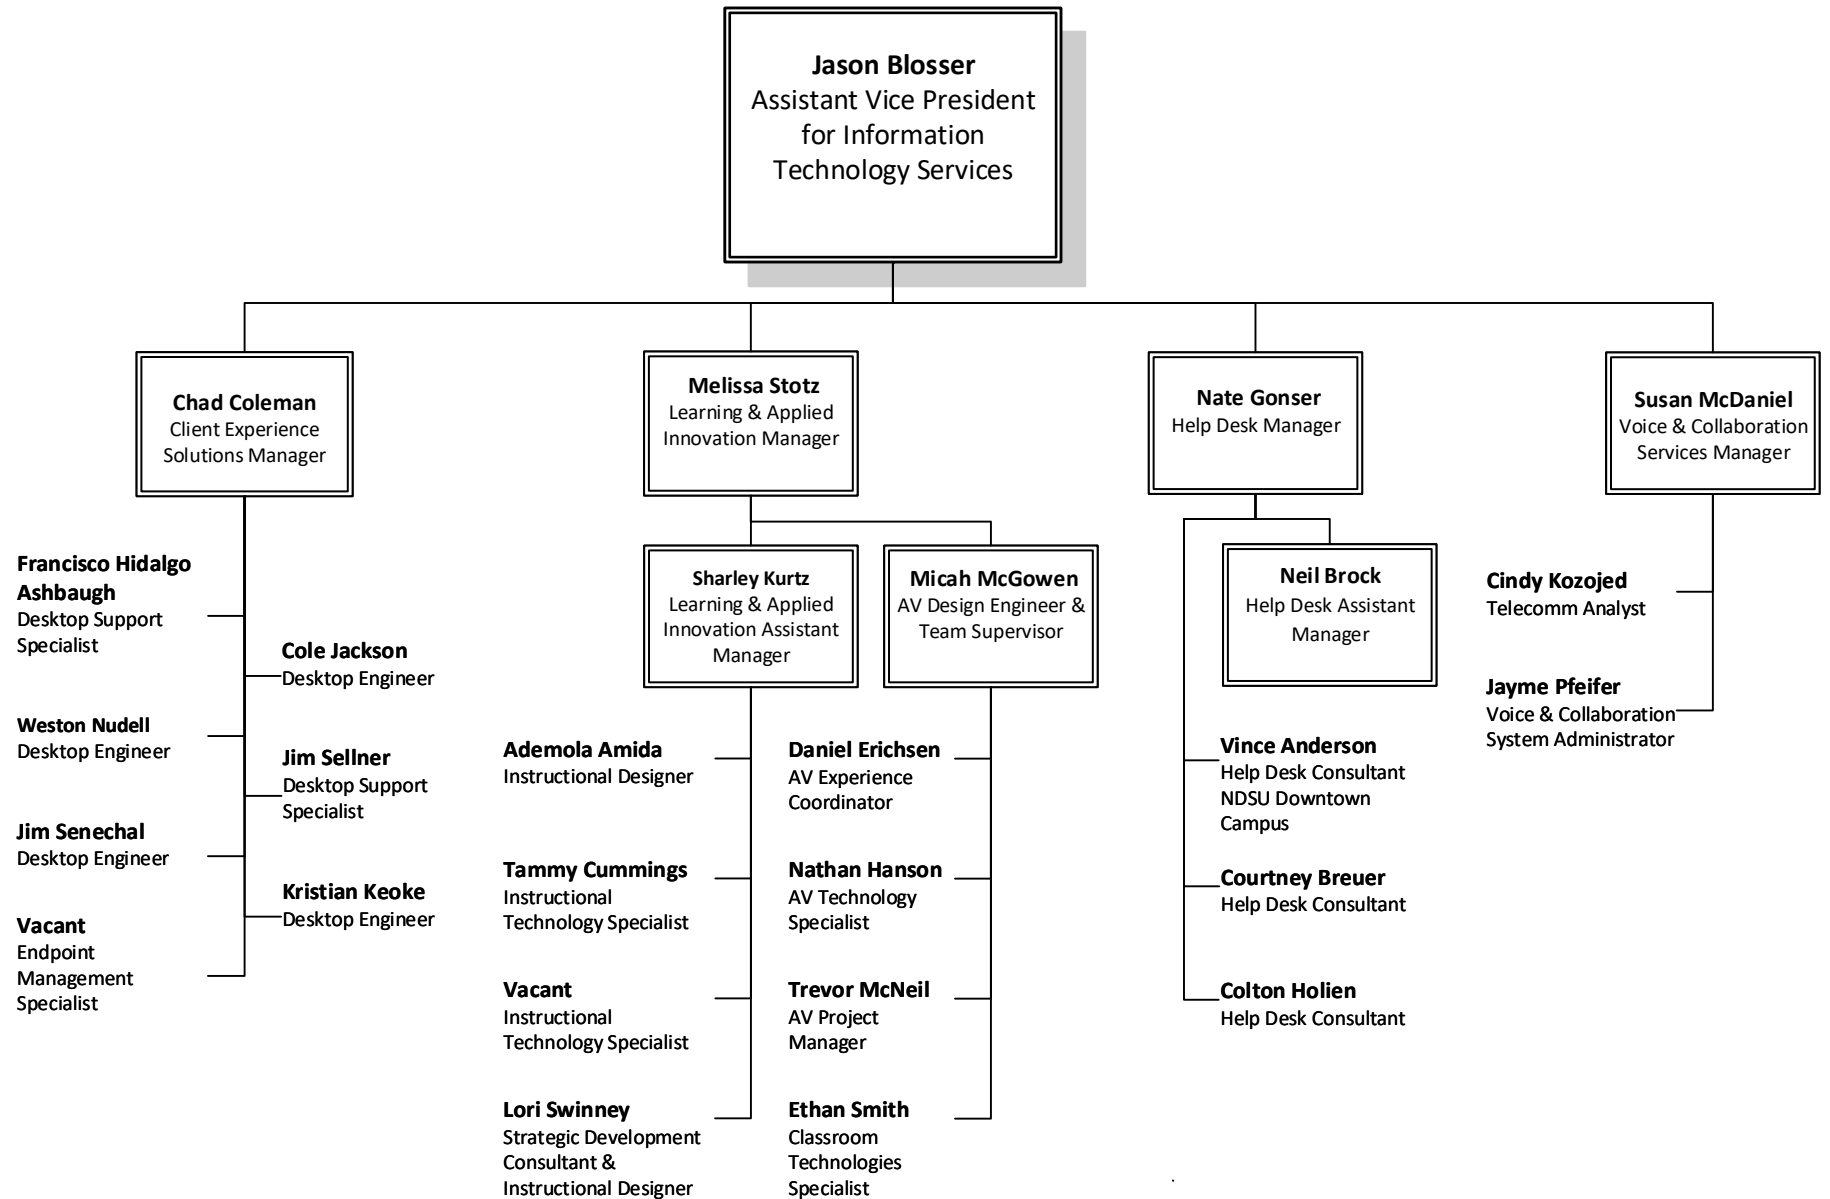 Jason Blosser
Assistant Vice President
for Information
Technology Services
Chad Coleman
Client Experience
Solutions Manager
Melissa Stotz
Learning & Applied
Innovation Manager
Nate Gonser
Help Desk Manager
Susan McDaniel
Voice & Collaboration
Services Manager
Francisco Hidalgo
Ashbaugh
Desktop Support
Specialist
Cole Jackson
Desktop Engineer
Weston Nudell
Desktop Engineer
Jim Sellner
Desktop Support
Specialist
Jim Senechal
Desktop Engineer
Kristian Keoke
Desktop Engineer
Vacant
Endpoint
Management
Specialist
Sharley Kurtz
Learning & Applied
Innovation Assistant
Manager
Micah McGowen
AV Design Engineer &
Team Supervisor
Ademola Amida
Instructional Designer
Tammy Cummings
Instructional
Technology Specialist
Vacant
Instructional
Technology Specialist
Lori Swinney
Strategic Development
Consultant &
Instructional Designer
Daniel Erichsen
AV Experience
Coordinator
Nathan Hanson
AV Technology
Specialist
Trevor McNeil
AV Project
Manager
Ethan Smith
Classroom
Technologies
Specialist
Neil Brock
Help Desk Assistant
Manager
Vince Anderson
Help Desk Consultant
NDSU Downtown
Campus
Courtney Breuer
Help Desk Consultant
Colton Holien
Help Desk Consultant
Cindy Kozojed
Telecomm Analyst
Jayme Pfeifer
Voice & Collaboration
System Administrator